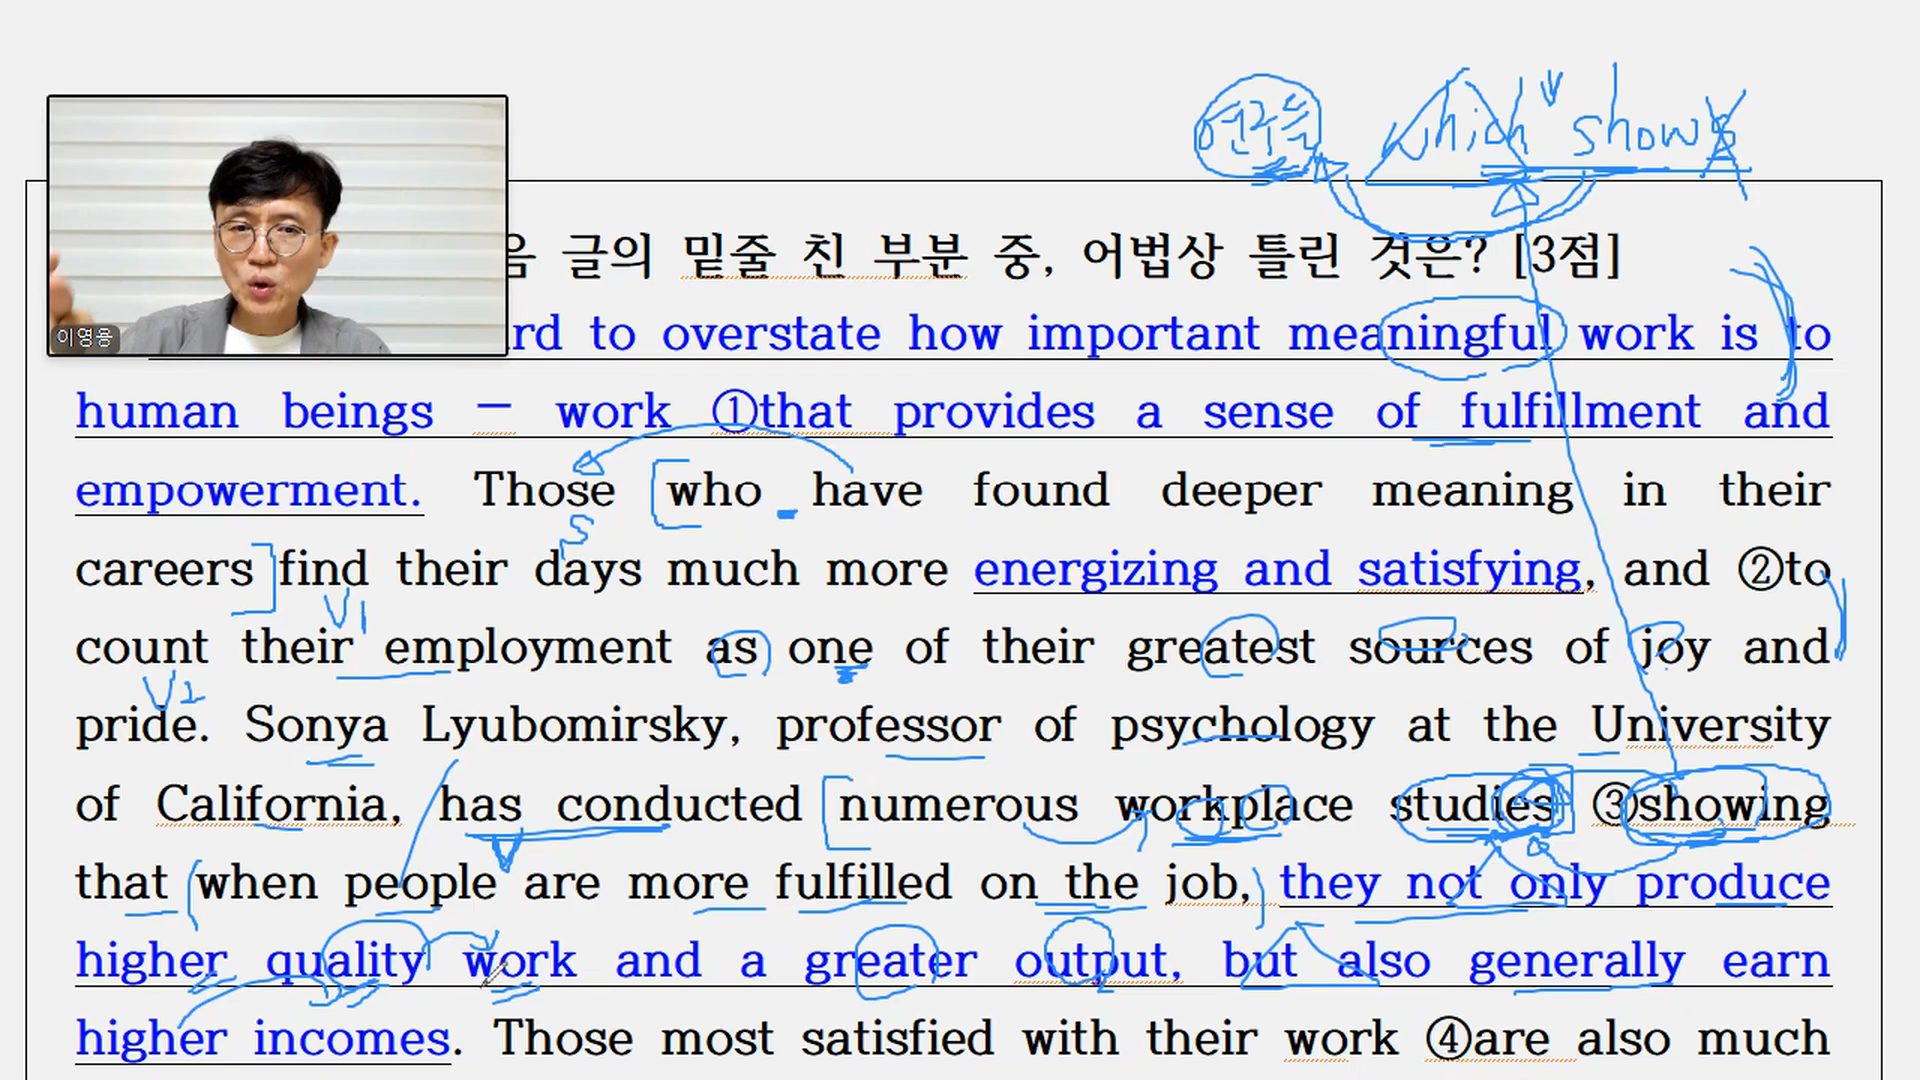 연구들 which shows
음 글의 밑줄 친 부분 중, 어법상 틀린 것은? [3점]
이영용
rd to overstate how important meaningful work is to
human beings — work ①that provides a sense of fulfillment and
empowerment. Those who have found deeper meaning in their
S
careers find their days much more energizing and satisfying, and ②to
V1
count their employment as one of their greatest sources of joy and
V2
pride. Sonya Lyubomirsky, professor of psychology at the University
of California, has conducted numerous workplace studies ③showing
that when people are more fulfilled on the job, they not only produce
higher quality work and a greater output, but also generally earn
higher incomes. Those most satisfied with their work ④are also much